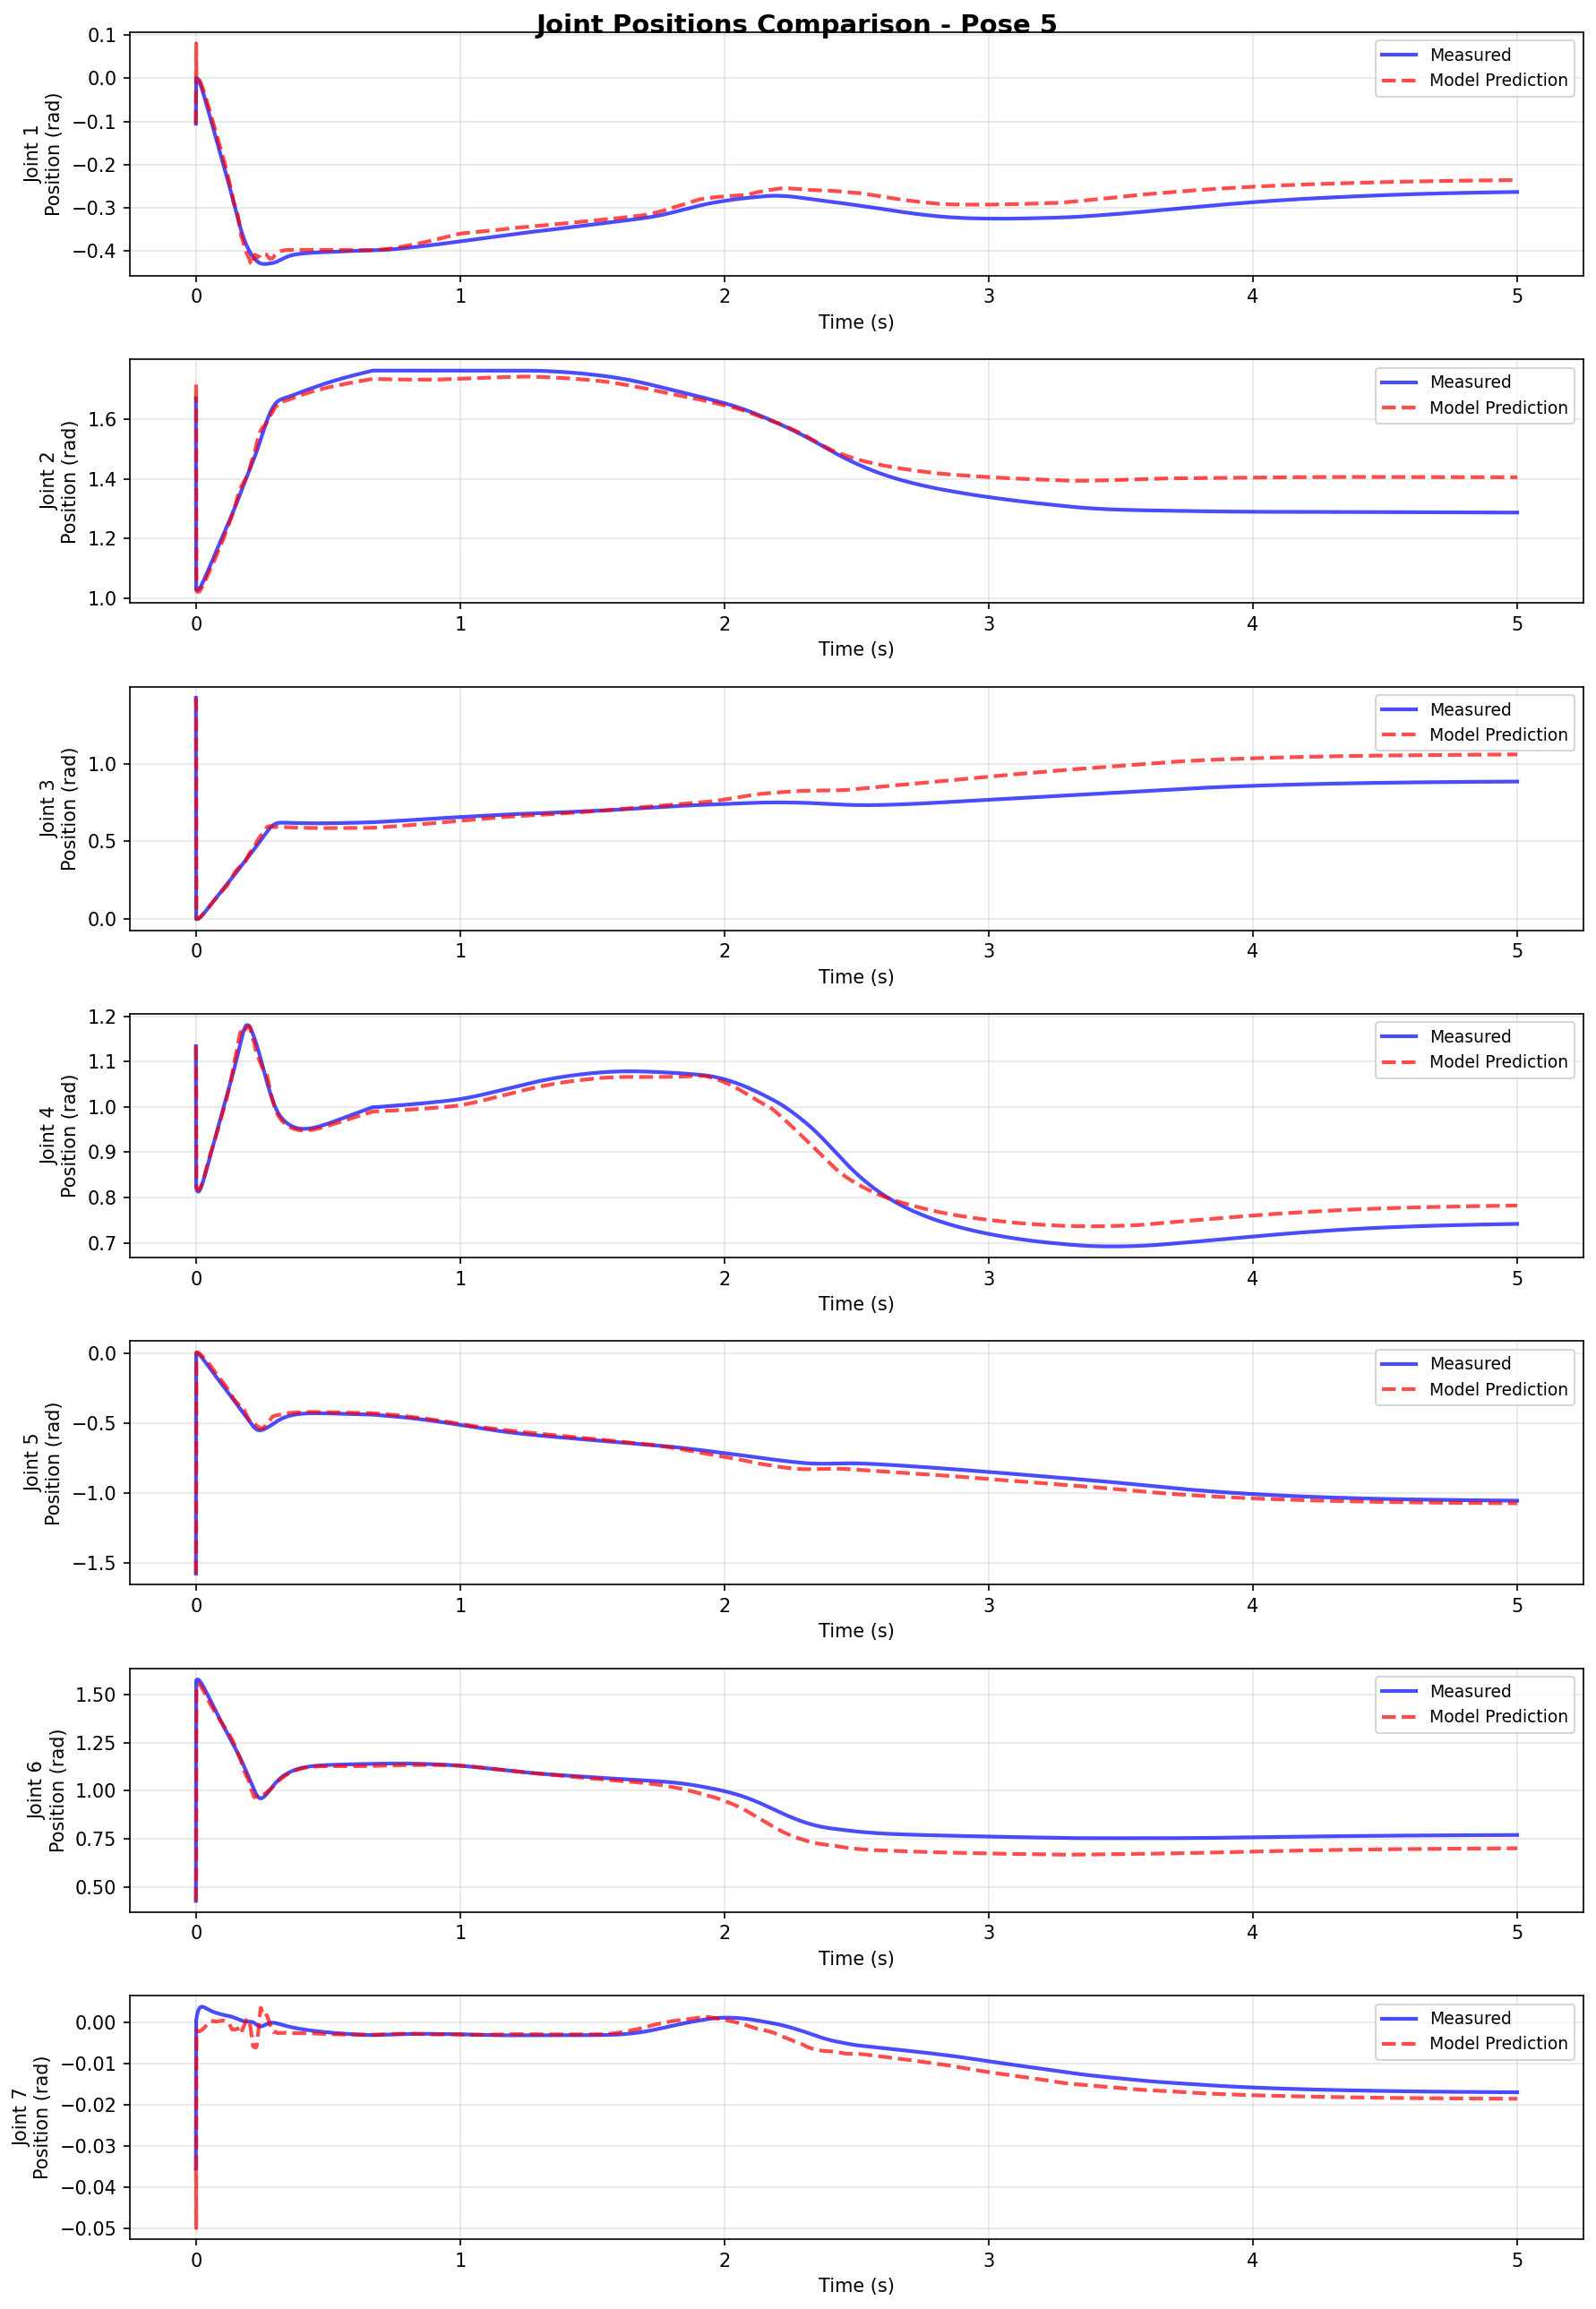 Joint Positions Comparison - Pose 5
Joint 1
Position (rad)
0.1
0.0
−0.1
−0.2
−0.3
−0.4
Measured
Model Prediction
0 1 2 3 4 5
Time (s)
Joint 2
Position (rad)
1.6
1.4
1.2
1.0
Measured
Model Prediction
0 1 2 3 4 5
Time (s)
Joint 3
Position (rad)
1.0
0.5
0.0
Measured
Model Prediction
0 1 2 3 4 5
Time (s)
Joint 4
Position (rad)
1.2
1.1
1.0
0.9
0.8
0.7
Measured
Model Prediction
0 1 2 3 4 5
Time (s)
Joint 5
Position (rad)
0.0
−0.5
−1.0
−1.5
Measured
Model Prediction
0 1 2 3 4 5
Time (s)
Joint 6
Position (rad)
1.50
1.25
1.00
0.75
0.50
Measured
Model Prediction
0 1 2 3 4 5
Time (s)
Joint 7
Position (rad)
0.00
−0.01
−0.02
−0.03
−0.04
−0.05
Measured
Model Prediction
0 1 2 3 4 5
Time (s)